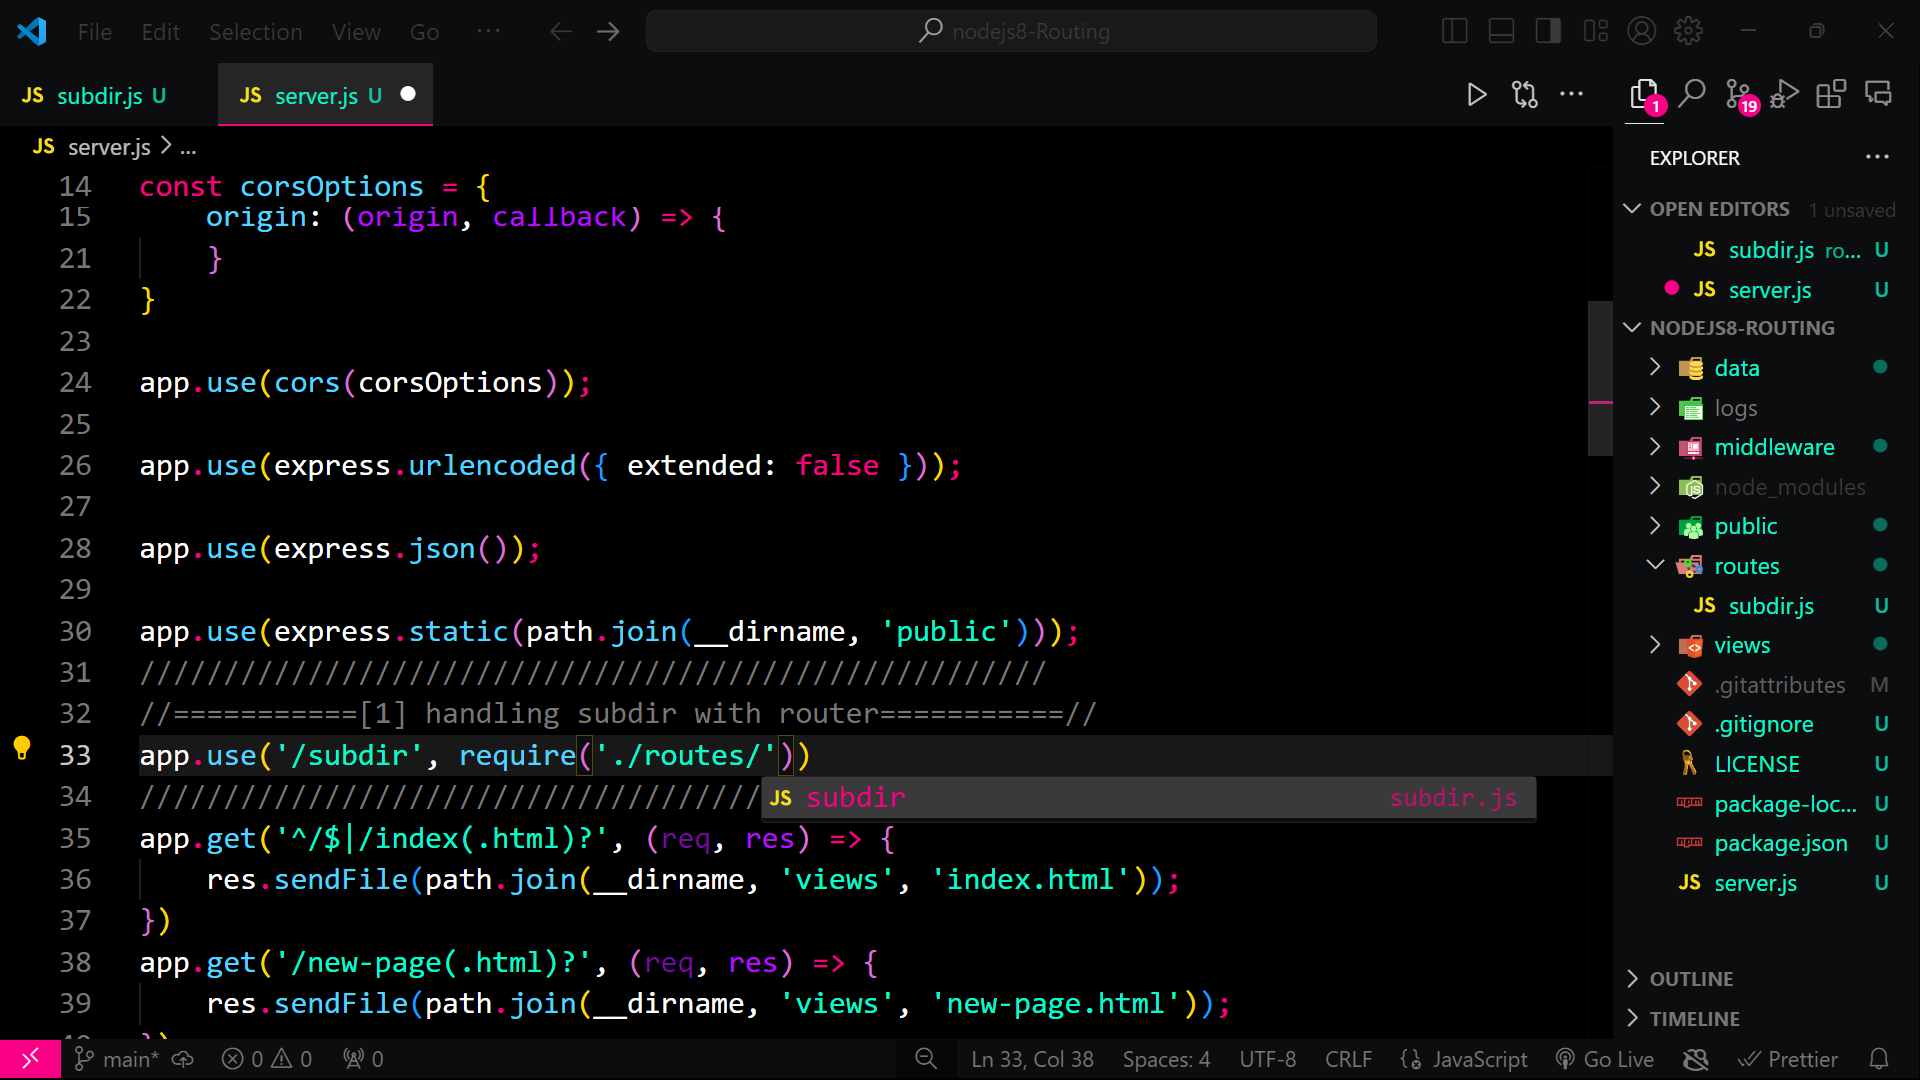 File Edit Selection View Go ... nodejs8-Routing
JS subdir.js U JS server.js U
JS server.js > ...
14 const corsOptions = {
15 origin: (origin, callback) => {
21 }
22 }
23
24 app.use(cors(corsOptions));
25
26 app.use(express.urlencoded({ extended: false }));
27
28 app.use(express.json());
29
30 app.use(express.static(path.join(__dirname, 'public')));
31 //////////////////////////////////////////////////////
32 //===========[1] handling subdir with router===========//
33 app.use('/subdir', require('./routes/'))
34 /////////////////////////////////////
JS subdir subdir.js
35 app.get('^/$|/index(.html)?', (req, res) => {
36 res.sendFile(path.join(__dirname, 'views', 'index.html'));
37 })
38 app.get('/new-page(.html)?', (req, res) => {
39 res.sendFile(path.join(__dirname, 'views', 'new-page.html'));
1 19
EXPLORER ...
OPEN EDITORS 1 unsaved
JS subdir.js ro... U
JS server.js U
NODEJS8-ROUTING
data
logs
middleware
node_modules
public
routes
JS subdir.js U
views
.gitattributes M
.gitignore U
LICENSE U
package-loc... U
package.json U
JS server.js U
OUTLINE
TIMELINE
main* 0 0 0 Ln 33, Col 38 Spaces: 4 UTF-8 CRLF {} JavaScript Go Live Prettier